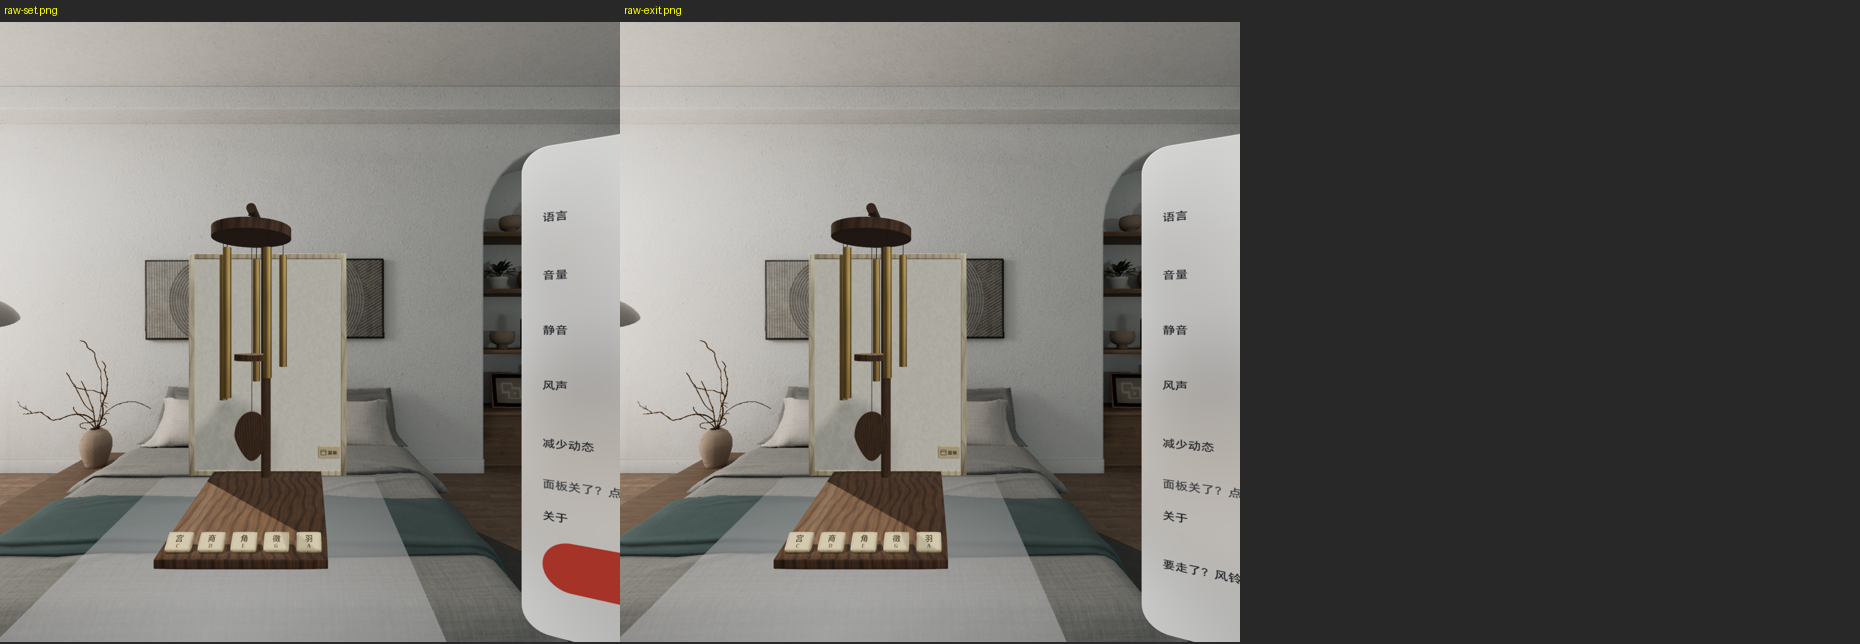 raw-set.png
raw-exit.png
语言
音量
静音
风声
减少动态
面板关了？点
关于
宫 商 角 徵 羽
C D E G A
语言
音量
静音
风声
减少动态
面板关了？点
关于
要走了？风铃
宫 商 角 徵 羽
C D E G A